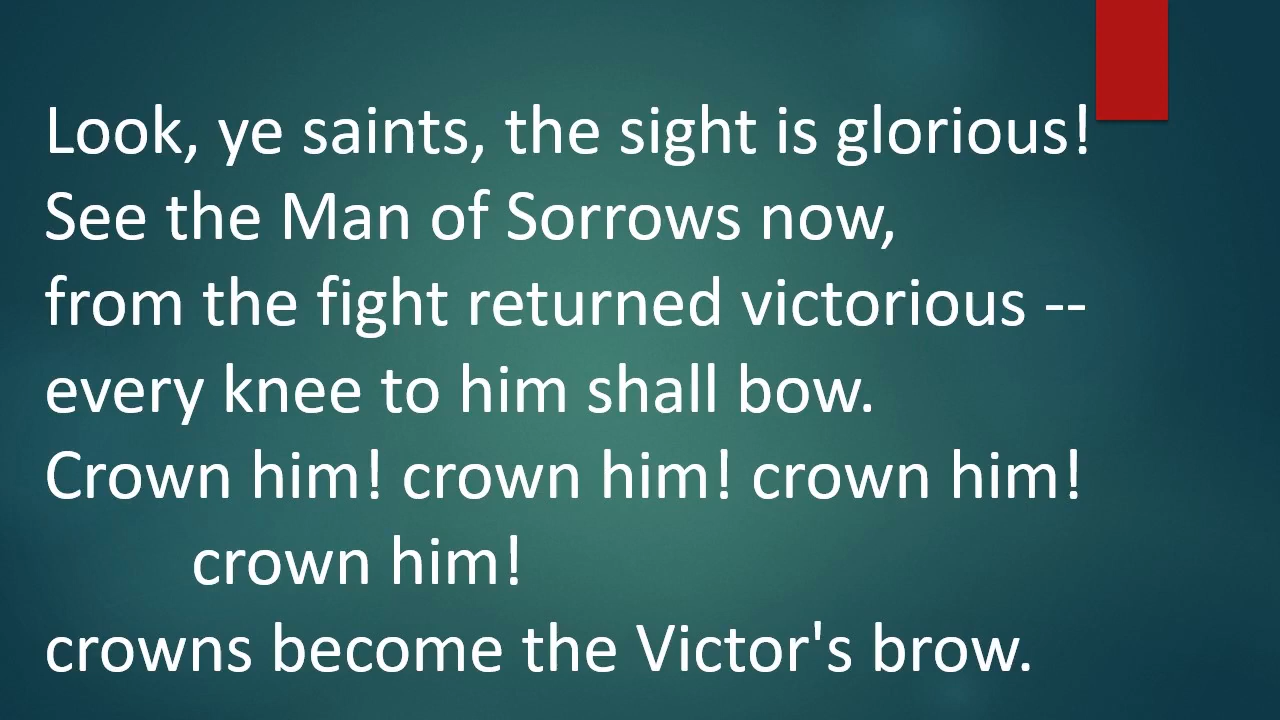 Look, ye saints, the sight is glorious!
See the Man of Sorrows now,
from the fight returned victorious --
every knee to him shall bow.
Crown him! crown him! crown him!
crown him!
crowns become the Victor's brow.